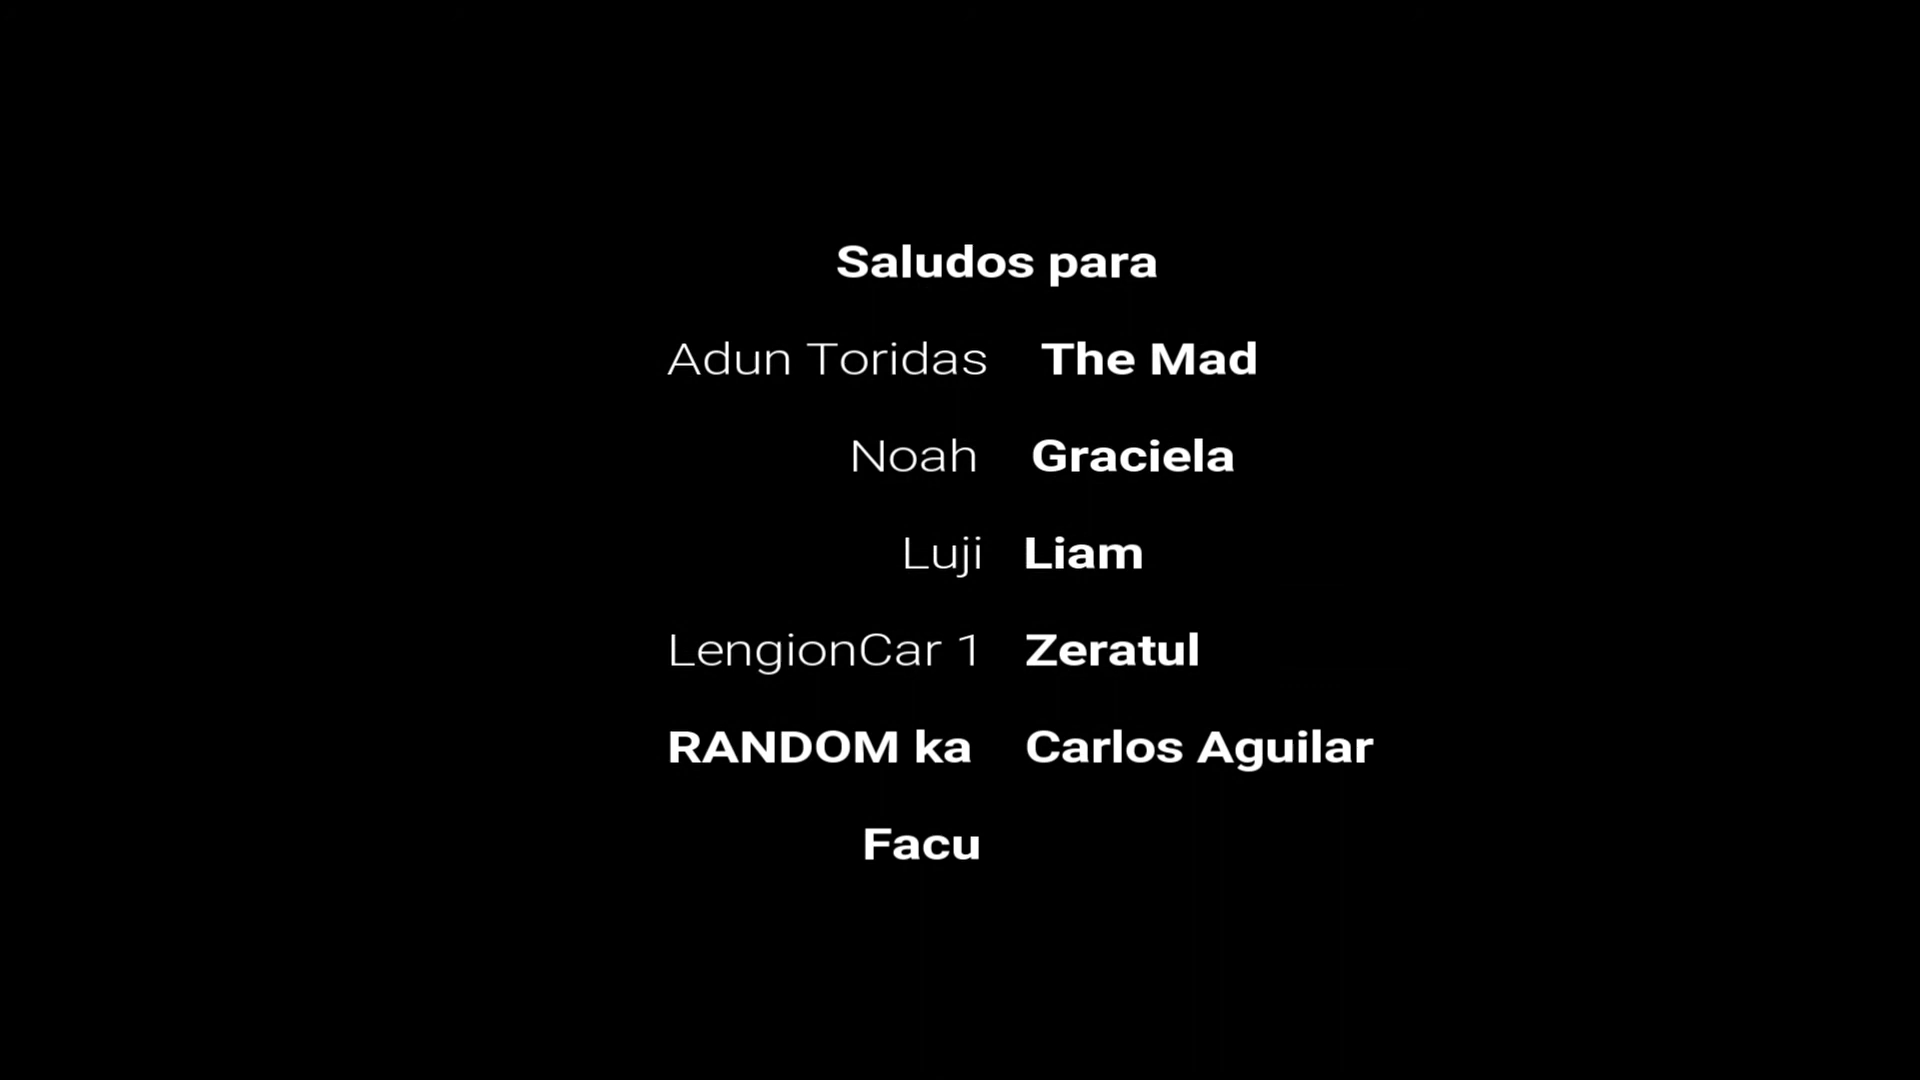 Saludos para
Adun Toridas The Mad
Noah Graciela
Luji Liam
LengionCar 1 Zeratul
RANDOM ka Carlos Aguilar
Facu